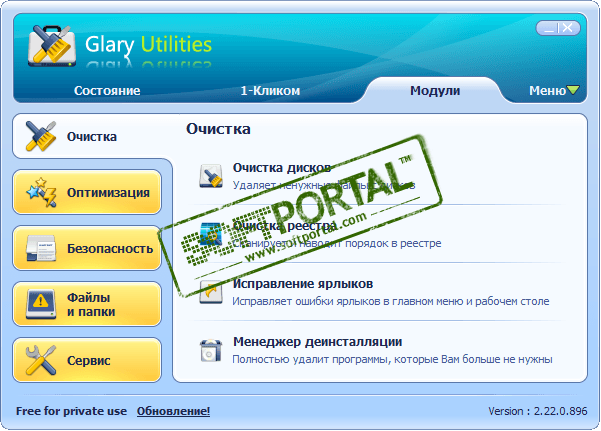 Glary Utilities
Состояние
1-Кликом
Модули
Меню
Очистка
Оптимизация
Безопасность
Файлы
и папки
Сервис
Очистка
Очистка дисков
Удаляет ненужные файлы с дисков
Очистка реестра
Сканирует и наводит порядок в реестре
Исправление ярлыков
Исправляет ошибки ярлыков в главном меню и рабочем столе
Менеджер деинсталляции
Полностью удалит программы, которые Вам больше не нужны
SOFTPORTAL™
www.softportal.com
Free for private use Обновление!
Version : 2.22.0.896